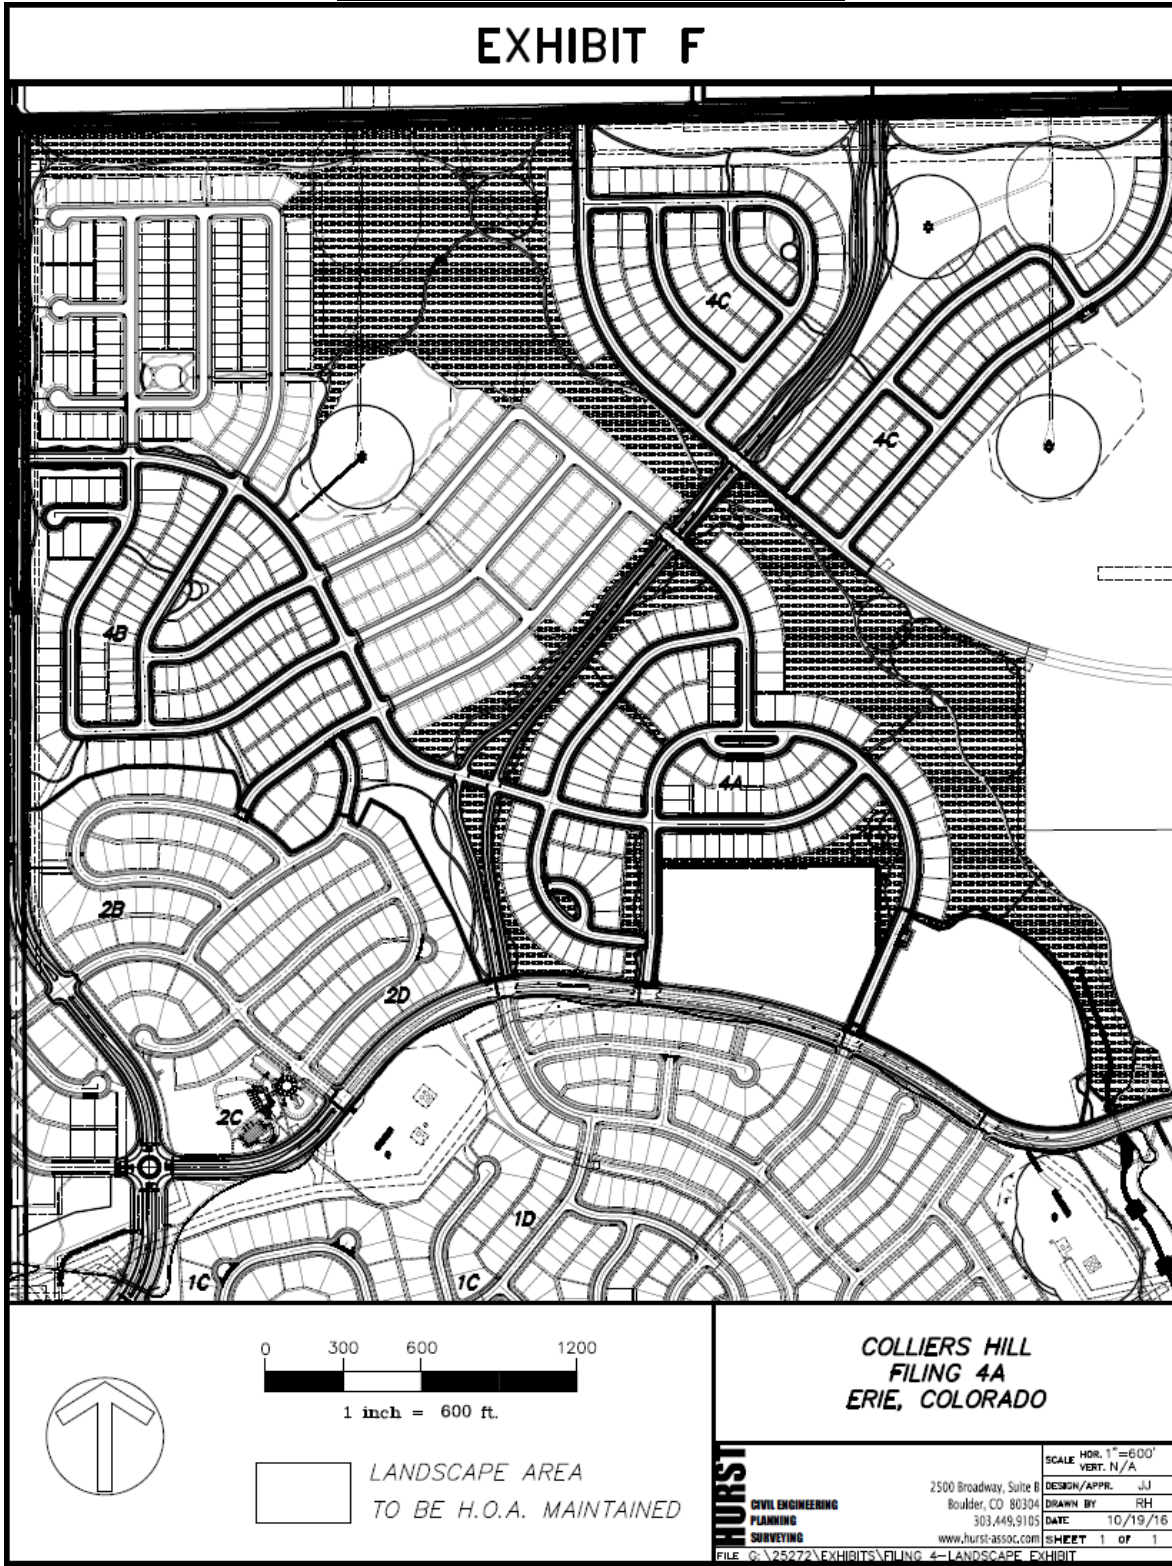 EXHIBIT F
4C
4C
4B
4A
2B
2D
2C
1D
1C
1C
0 300 600 1200
1 inch = 600 ft.
LANDSCAPE AREA
TO BE H.O.A. MAINTAINED
COLLIERS HILL
FILING 4A
ERIE, COLORADO
HURST
CIVIL ENGINEERING
PLANNING
SURVEYING
2500 Broadway, Suite B
Boulder, CO 80304
303.449.9105
www.hurst-assoc.com
SCALE HOR. 1"=600'
VERT. N/A
DESIGN/APPR. JJ
DRAWN BY RH
DATE 10/19/16
SHEET 1 OF 1
FILE G:\25272\EXHIBITS\FILING 4-LANDSCAPE EXHIBIT